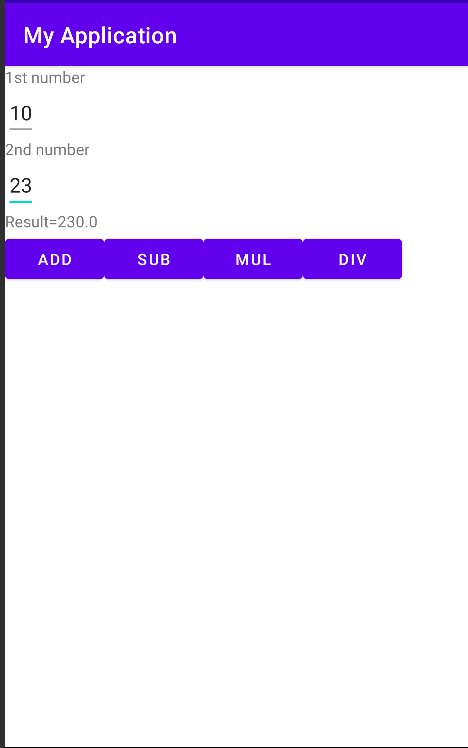 My Application
1st number
10
2nd number
23
Result=230.0
ADD SUB MUL DIV